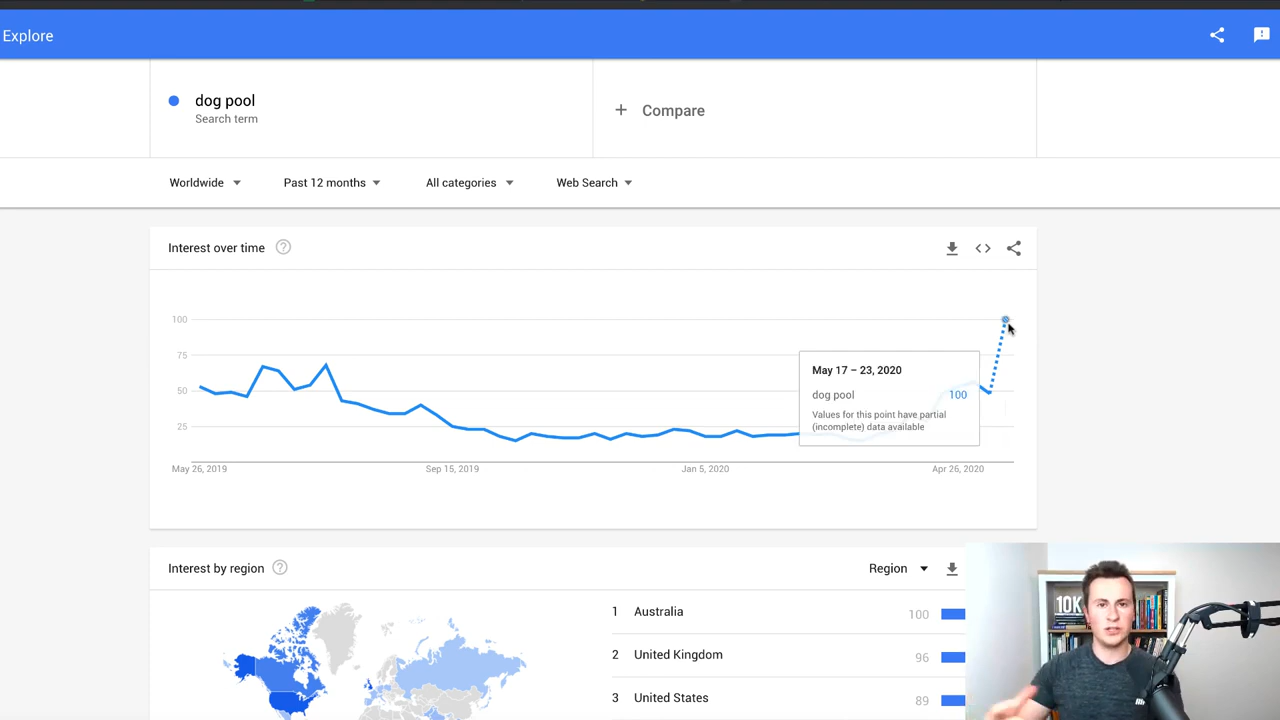 Explore
dog pool
Search term
+ Compare
Worldwide
Past 12 months
All categories
Web Search
Interest over time
100
75
50
25
May 26, 2019
Sep 15, 2019
Jan 5, 2020
Apr 26, 2020
May 17 – 23, 2020
dog pool 100
Values for this point have partial
(incomplete) data available
Interest by region
Region
1 Australia 100
2 United Kingdom 96
3 United States 89
10K